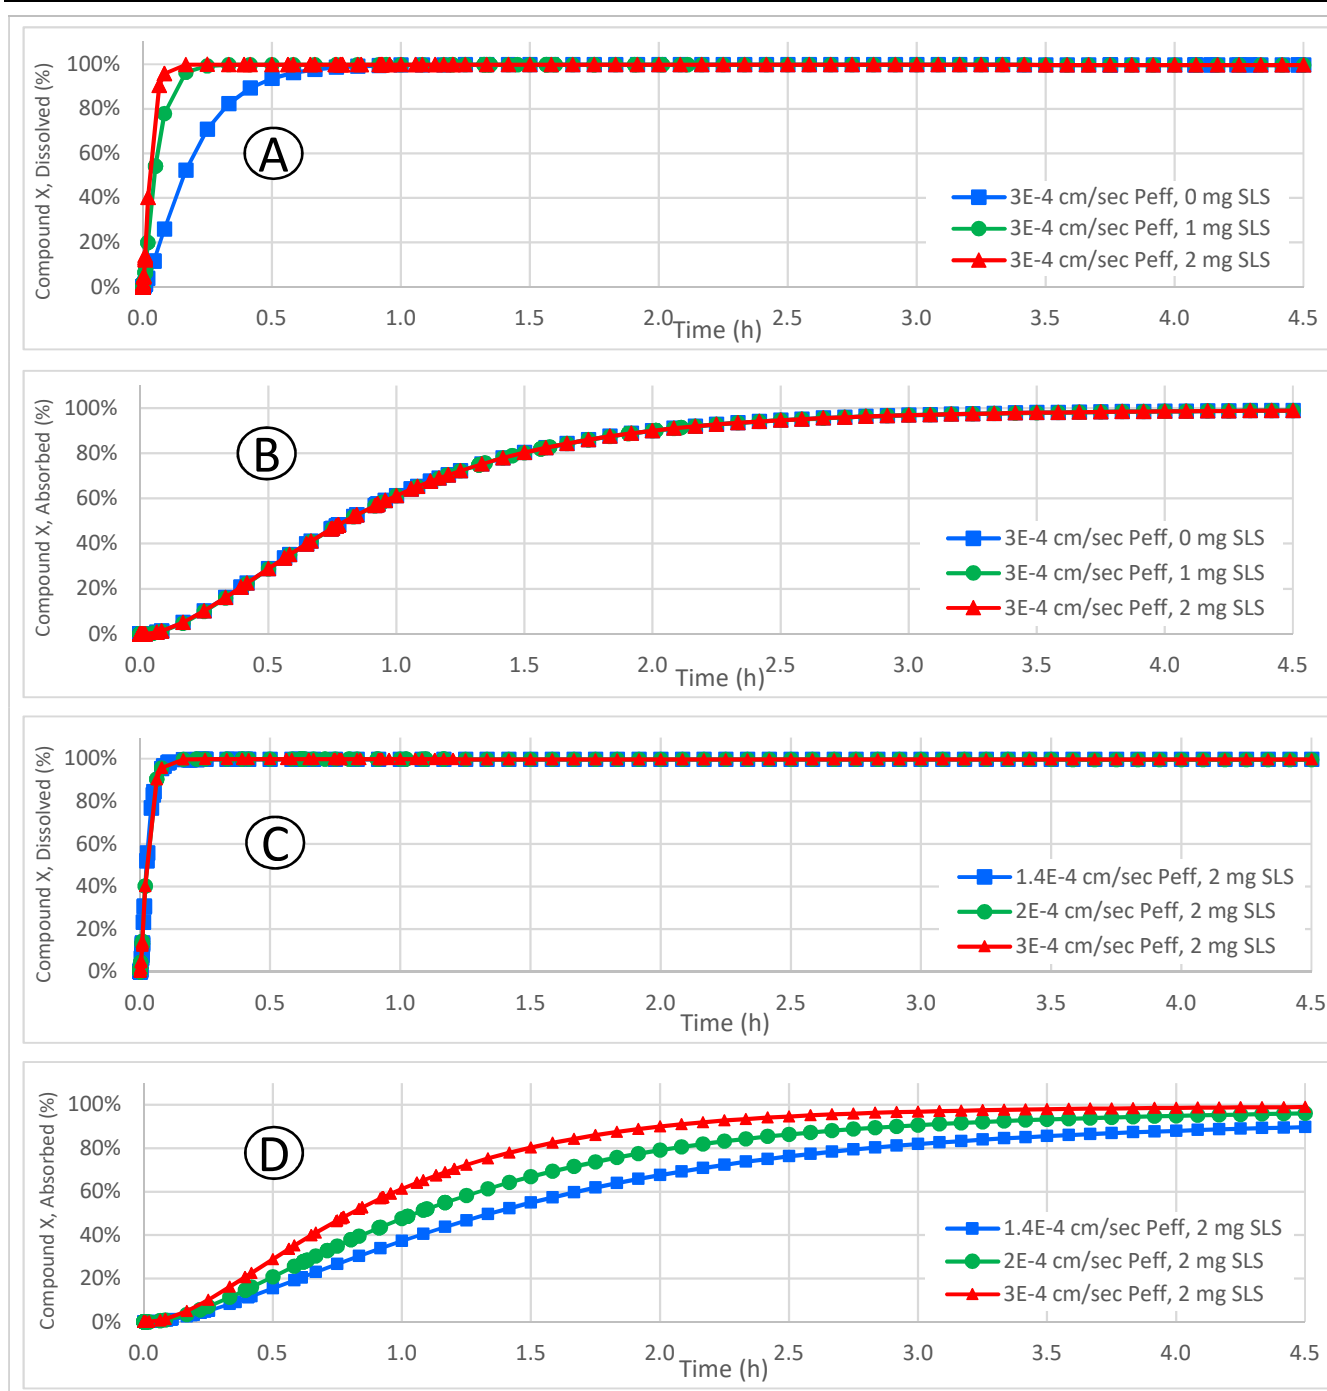 Compound X, Dissolved (%)
100%
80%
60%
40%
20%
0%
A
3E-4 cm/sec Peff, 0 mg SLS
3E-4 cm/sec Peff, 1 mg SLS
3E-4 cm/sec Peff, 2 mg SLS
0.0 0.5 1.0 1.5 2.0 2.5 3.0 3.5 4.0 4.5
Time (h)
Compound X, Absorbed (%)
100%
80%
60%
40%
20%
0%
B
3E-4 cm/sec Peff, 0 mg SLS
3E-4 cm/sec Peff, 1 mg SLS
3E-4 cm/sec Peff, 2 mg SLS
0.0 0.5 1.0 1.5 2.0 2.5 3.0 3.5 4.0 4.5
Time (h)
Compound X, Dissolved (%)
100%
80%
60%
40%
20%
0%
C
1.4E-4 cm/sec Peff, 2 mg SLS
2E-4 cm/sec Peff, 2 mg SLS
3E-4 cm/sec Peff, 2 mg SLS
0.0 0.5 1.0 1.5 2.0 2.5 3.0 3.5 4.0 4.5
Time (h)
Compound X, Absorbed (%)
100%
80%
60%
40%
20%
0%
D
1.4E-4 cm/sec Peff, 2 mg SLS
2E-4 cm/sec Peff, 2 mg SLS
3E-4 cm/sec Peff, 2 mg SLS
0.0 0.5 1.0 1.5 2.0 2.5 3.0 3.5 4.0 4.5
Time (h)